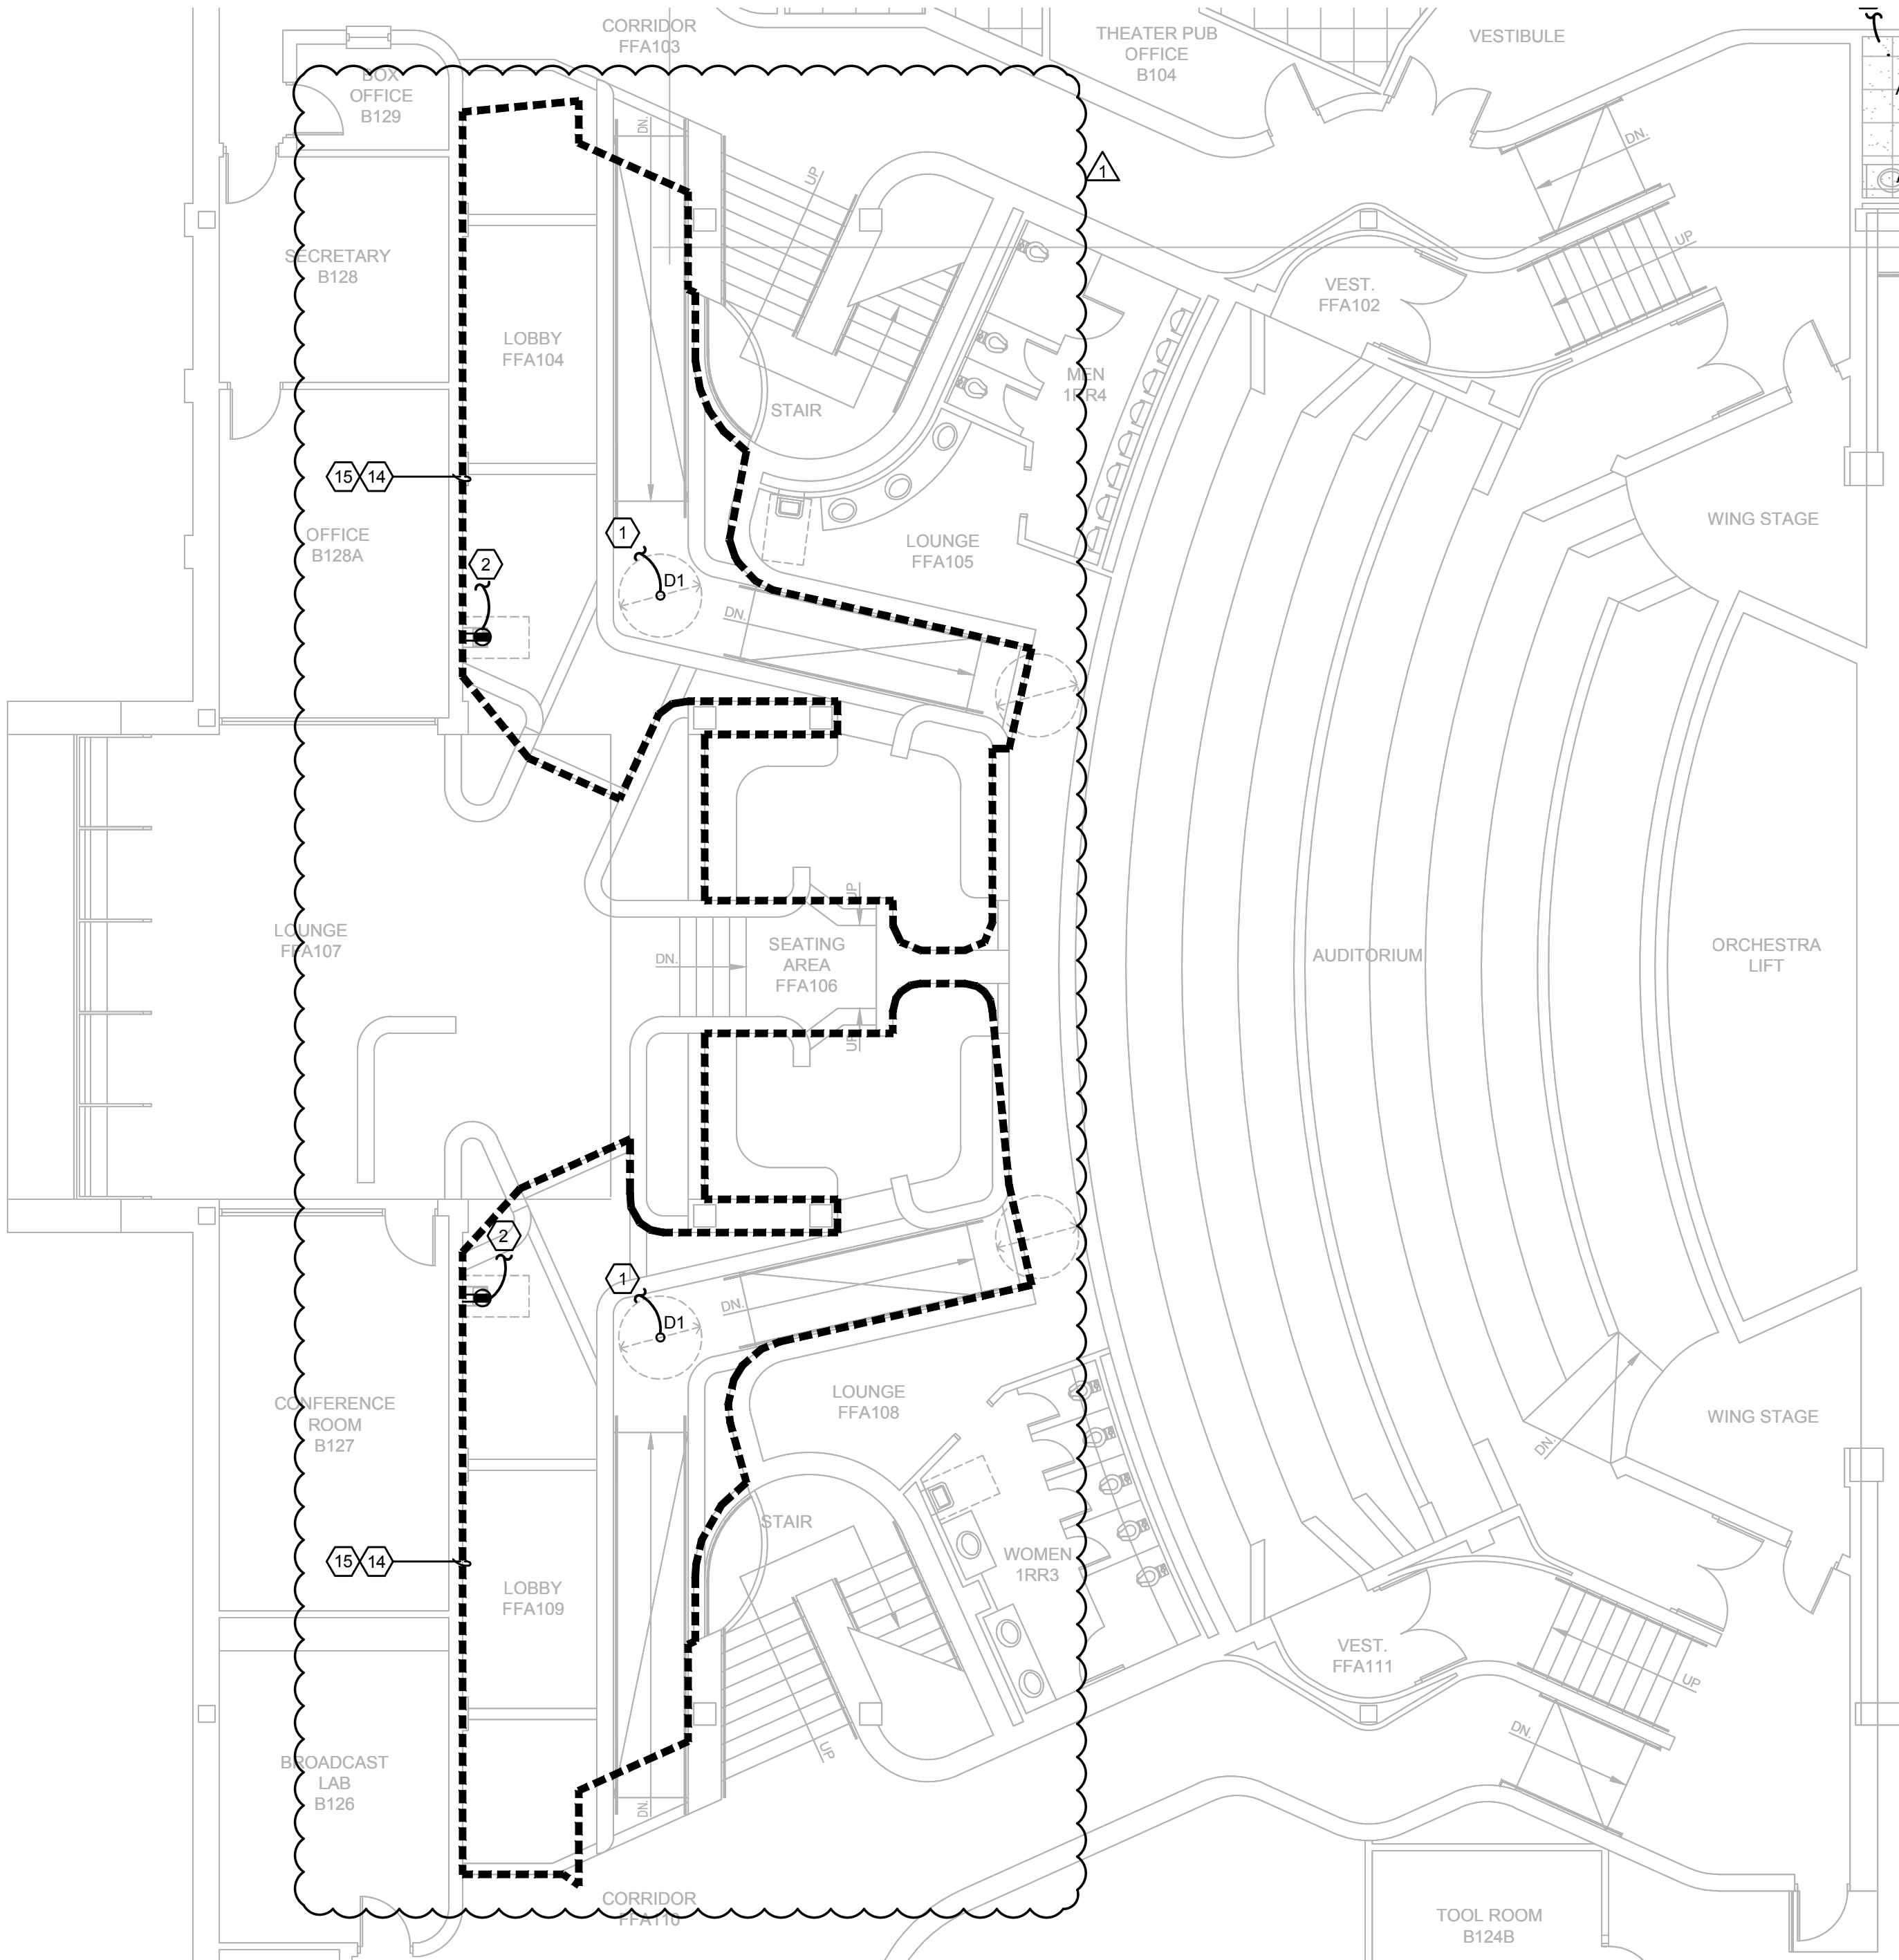 CORRIDOR
FFA103
THEATER PUB
OFFICE
B104
VESTIBULE
BOX
OFFICE
B129
DN.
DN.
1
UP
SECRETARY
B128
UP
VEST.
FFA102
LOBBY
FFA104
MEN
1RR4
STAIR
15
14
WING STAGE
OFFICE
B128A
1
2
LOUNGE
FFA105
D1
DN.
UP
LOUNGE
FFA107
SEATING
AREA
FFA106
DN.
AUDITORIUM
ORCHESTRA
LIFT
UP
2
1
DN.
D1
CONFERENCE
ROOM
B127
LOUNGE
FFA108
WING STAGE
DN.
STAIR
15
14
WOMEN
1RR3
LOBBY
FFA109
VEST.
FFA111
UP
DN.
UP
BROADCAST
LAB
B126
DN.
CORRIDOR
FFA110
TOOL ROOM
B124B